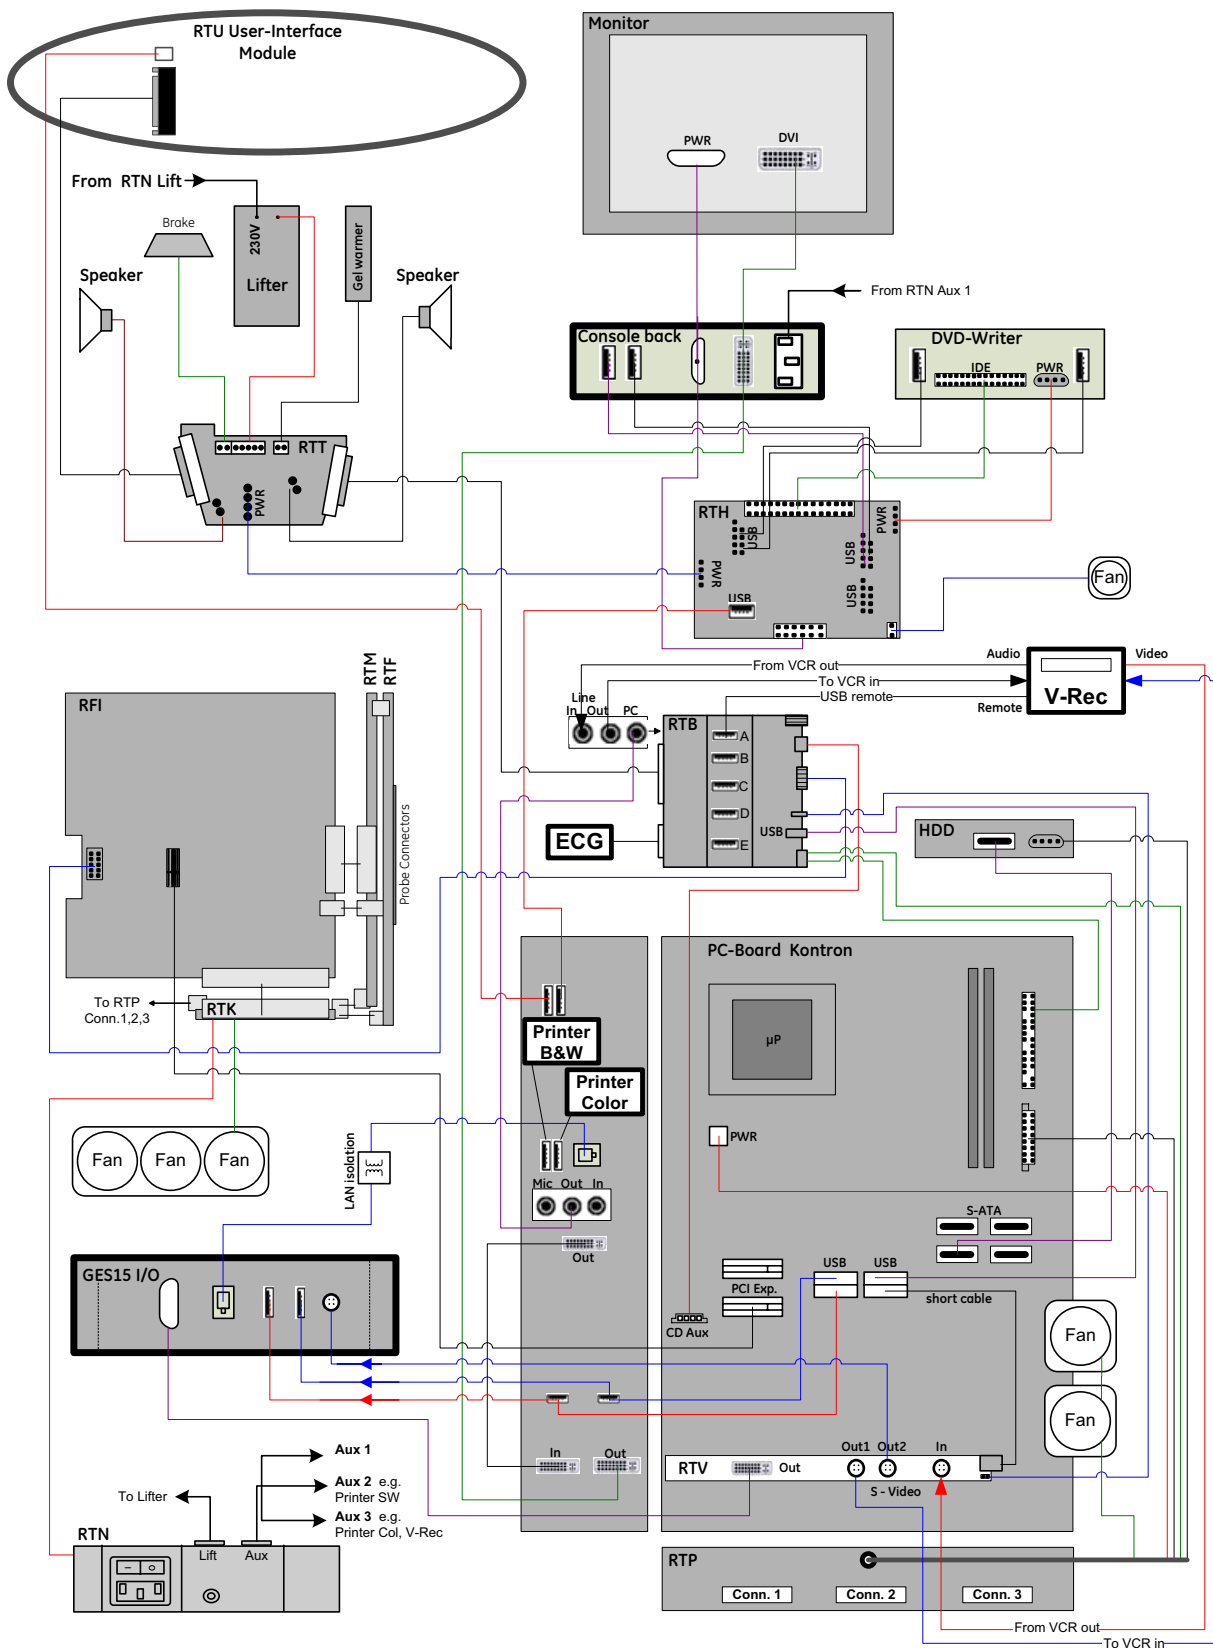 RTU User-Interface
Module
Monitor
PWR
DVI
From RTN Lift
Brake
230V
Lifter
Gel warmer
Speaker
Speaker
From RTN Aux 1
Console back
DVD-Writer
IDE
PWR
RTT
PWR
RTH
USB
PWR
USB
PWR
USB
USB
Fan
RTM
RTF
RFI
Probe Connectors
From VCR out
To VCR in
USB remote
Audio
Video
Remote
V-Rec
Line
In
Out
PC
RTB
A
B
C
D
E
USB
ECG
HDD
To RTP
Conn.1,2,3
RTK
PC-Board Kontron
µP
Printer
B&W
Printer
Color
PWR
Fan
Fan
Fan
LAN isolation
Mic
Out
In
Out
S-ATA
GES15 I/O
PCI Exp.
USB
USB
short cable
CD Aux
Fan
Fan
In
Out
RTV
Out
Out1
Out2
In
S - Video
Aux 1
Aux 2 e.g.
Printer SW
Aux 3 e.g.
Printer Col, V-Rec
To Lifter
RTN
Lift
Aux
RTP
Conn. 1
Conn. 2
Conn. 3
From VCR out
To VCR in